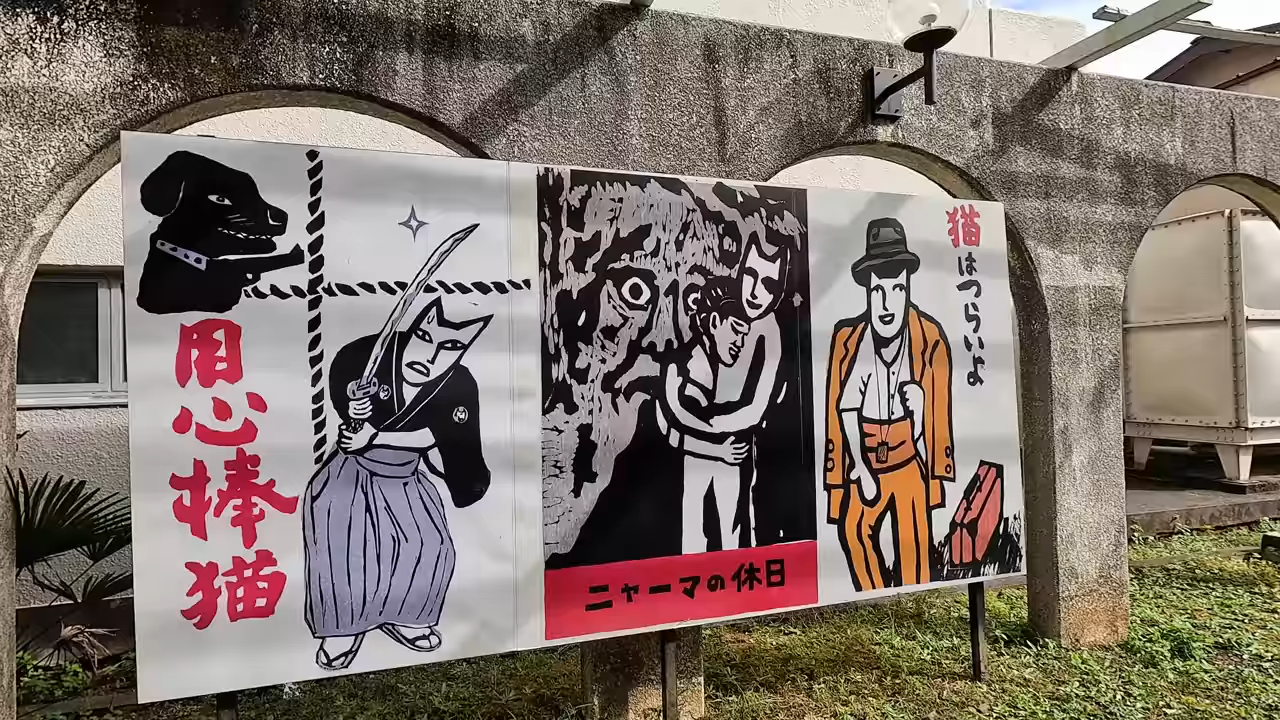 用心棒猫
ニャーマの休日
猫はつらいよ